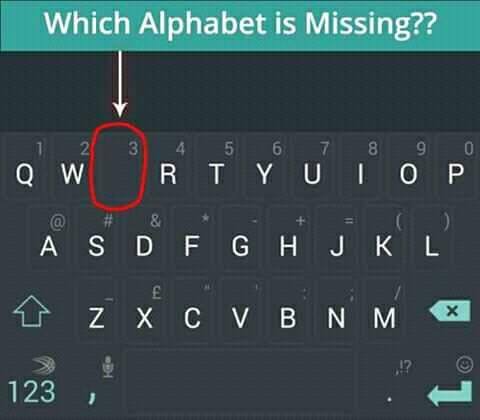 Which Alphabet is Missing??
1 2 3 4 5 6 7 8 9 0
Q W R T Y U I O P
@ # & * - + = ( )
A S D F G H J K L
_ £ " ' : ; /
Z X C V B N M
,!?
123 , .